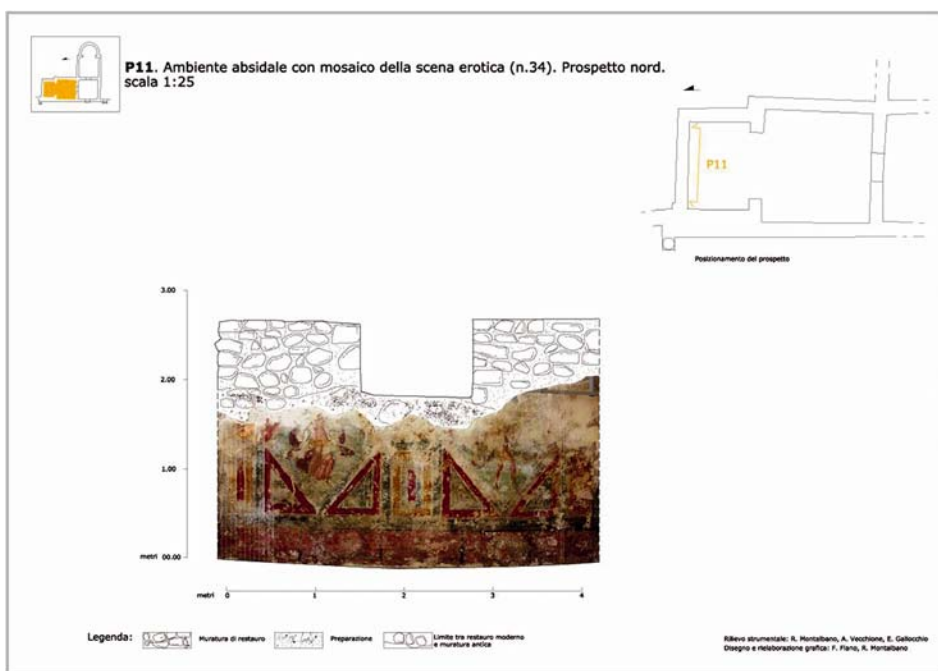 P11. Ambiente absidale con mosaico della scena erotica (n.34). Prospetto nord.
scala 1:25
P11
Posizionamento del prospetto
3.00
2.00
1.00
metri 00.00
metri 0 1 2 3 4
Legenda: Muratura di restauro Preparazione Limite tra restauro moderno
e muratura antica
Rilievo strumentale: R. Montalbano, A. Vecchione, E. Gallocchio
Disegno e rielaborazione grafica: F. Fiano, R. Montalbano